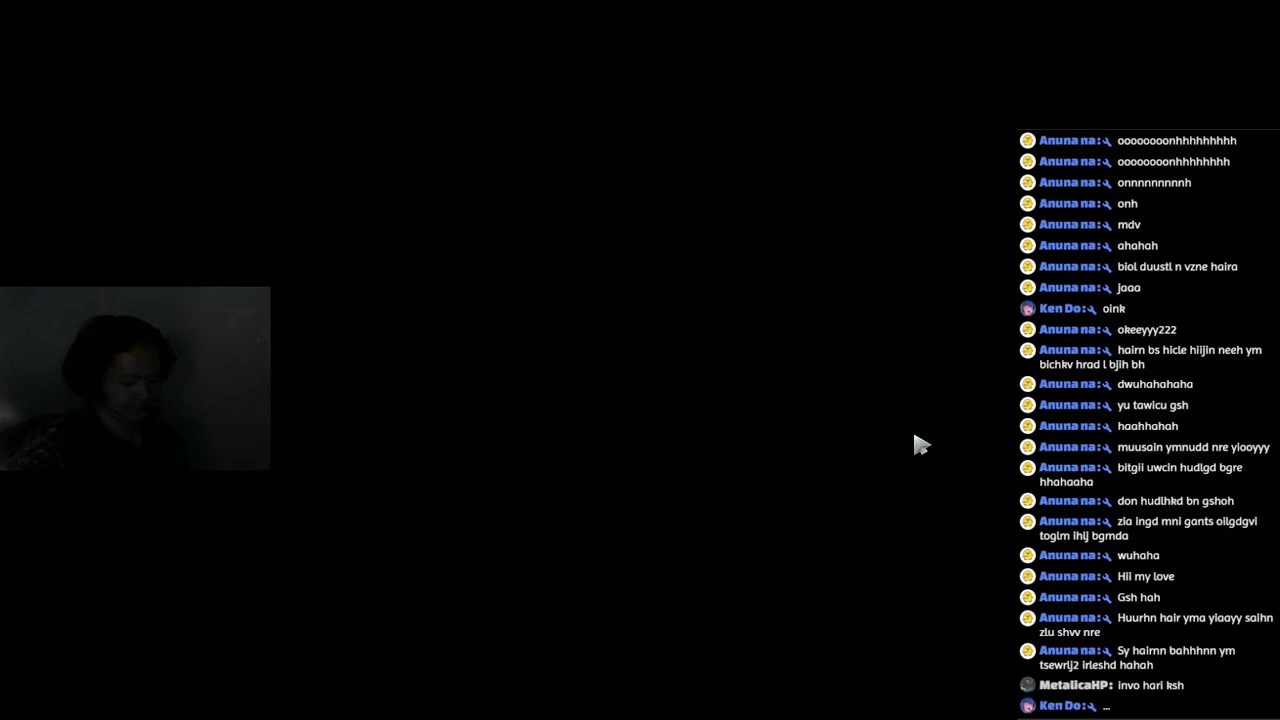 Anuna na: oooooooonhhhhhhhhh
Anuna na: oooooooonhhhhhhhh
Anuna na: onnnnnnnnnh
Anuna na: onh
Anuna na: mdv
Anuna na: ahahah
Anuna na: biol duustl n vzne haira
Anuna na: jaaa
Ken Do: oink
Anuna na: okeeyyy222
Anuna na: hairn bs hicle hiijin neeh ym
bichkv hrad l bjih bh
Anuna na: dwuhahahaha
Anuna na: yu tawicu gsh
Anuna na: haahhahah
Anuna na: muusain ymnudd nre ylooyyy
Anuna na: bitgii uwcin hudlgd bgre
hhahaaha
Anuna na: don hudlhkd bn gshoh
Anuna na: zia ingd mni gants oilgdgvi
toglm ihlj bgmda
Anuna na: wuhaha
Anuna na: Hii my love
Anuna na: Gsh hah
Anuna na: Huurhn hair yma yiaayy saihn
zlu shvv nre
Anuna na: Sy hairnn bahhhnn ym
tsewrlj2 irleshd hahah
MetalicaHP: invo hari ksh
Ken Do: ...